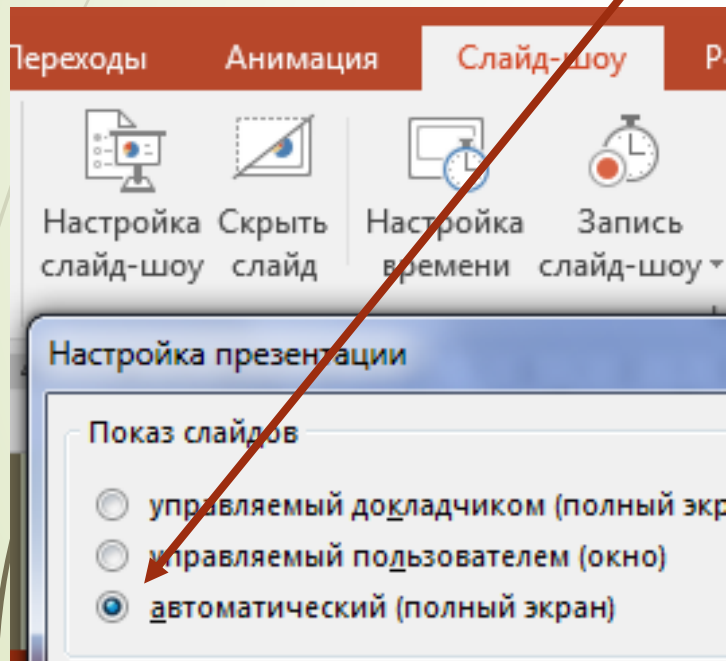 Переходы Анимация Слайд-шоу Р
Настройка Скрыть Настройка Запись
слайд-шоу слайд времени слайд-шоу
Настройка презентации
Показ слайдов
управляемый докладчиком (полный экр
управляемый пользователем (окно)
автоматический (полный экран)